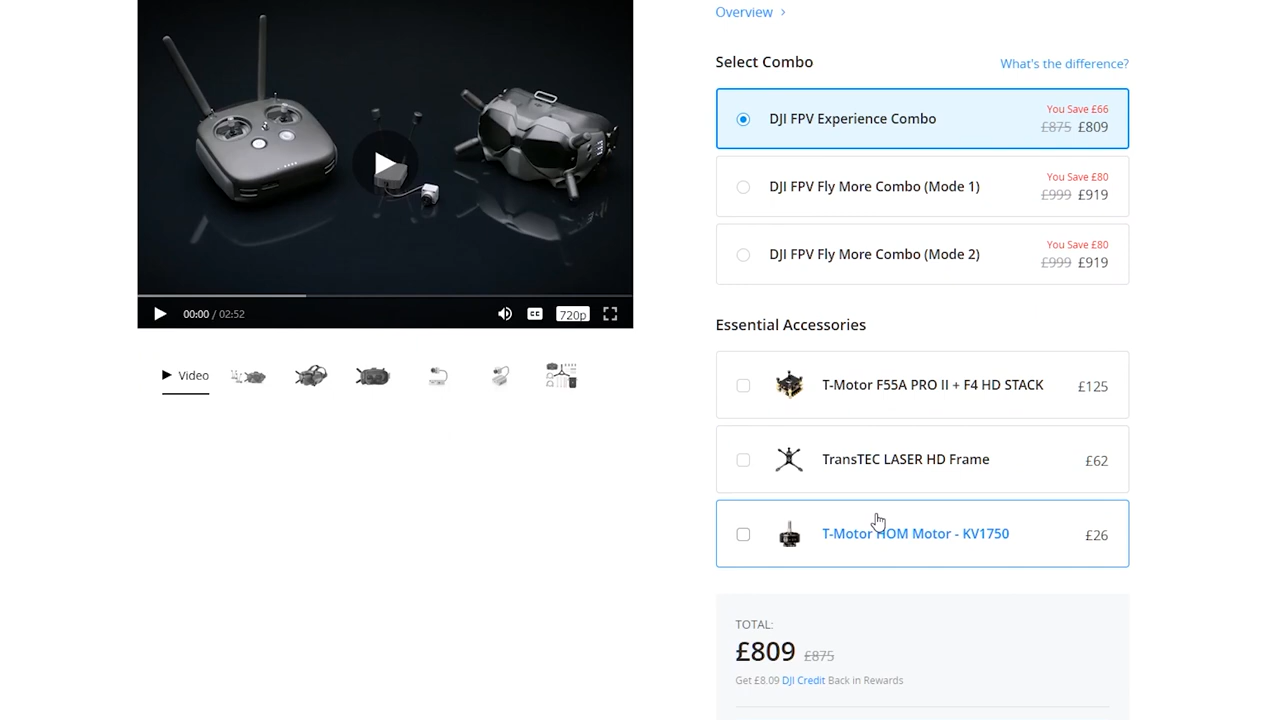 Overview >
Select Combo
What's the difference?
DJI FPV Experience Combo
You Save £66
£875 £809
DJI FPV Fly More Combo (Mode 1)
You Save £80
£999 £919
DJI FPV Fly More Combo (Mode 2)
You Save £80
£999 £919
00:00 / 02:52
CC
720p
Video
Essential Accessories
T-Motor F55A PRO II + F4 HD STACK
£125
TransTEC LASER HD Frame
£62
T-Motor HOM Motor - KV1750
£26
TOTAL:
£809 £875
Get £8.09 DJI Credit Back in Rewards